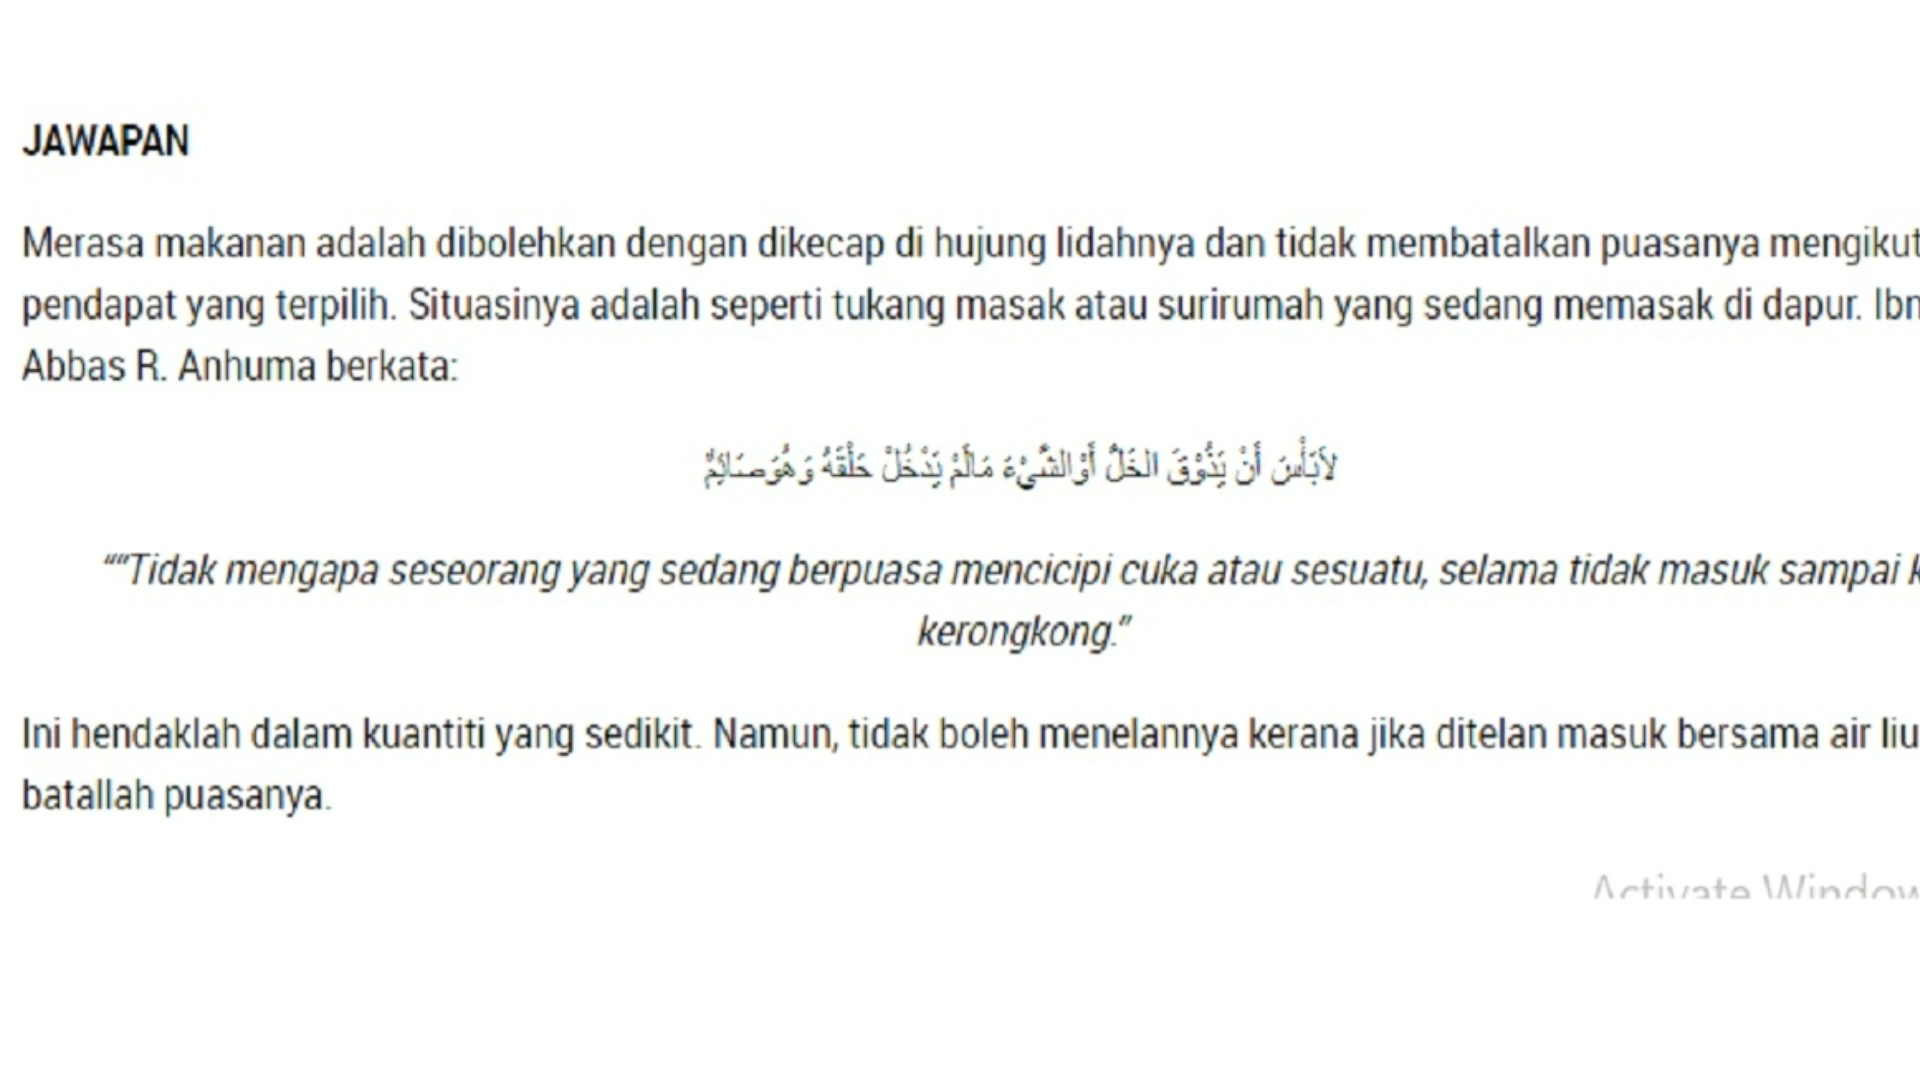 JAWAPAN
Merasa makanan adalah dibolehkan dengan dikecap di hujung lidahnya dan tidak membatalkan puasanya mengikut
pendapat yang terpilih. Situasinya adalah seperti tukang masak atau surirumah yang sedang memasak di dapur. Ibn
Abbas R. Anhuma berkata:
لاَبَأْسَ أَنْ يَذُوْقَ الخَلَّ أَوْالشَّيْءَ مَالَمْ يَدْخُلْ حَلْقَهُ وَهُوَصَائِمٌ
““Tidak mengapa seseorang yang sedang berpuasa mencicipi cuka atau sesuatu, selama tidak masuk sampai k
kerongkong.”
Ini hendaklah dalam kuantiti yang sedikit. Namun, tidak boleh menelannya kerana jika ditelan masuk bersama air liu
batallah puasanya.
Activate Window